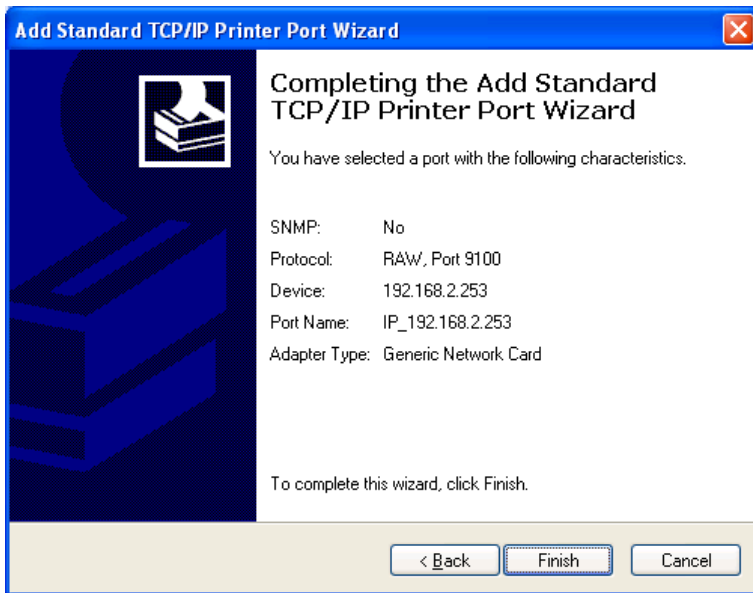 Add Standard TCP/IP Printer Port Wizard
Completing the Add Standard
TCP/IP Printer Port Wizard
You have selected a port with the following characteristics.
SNMP: No
Protocol: RAW, Port 9100
Device: 192.168.2.253
Port Name: IP_192.168.2.253
Adapter Type: Generic Network Card
To complete this wizard, click Finish.
< Back Finish Cancel